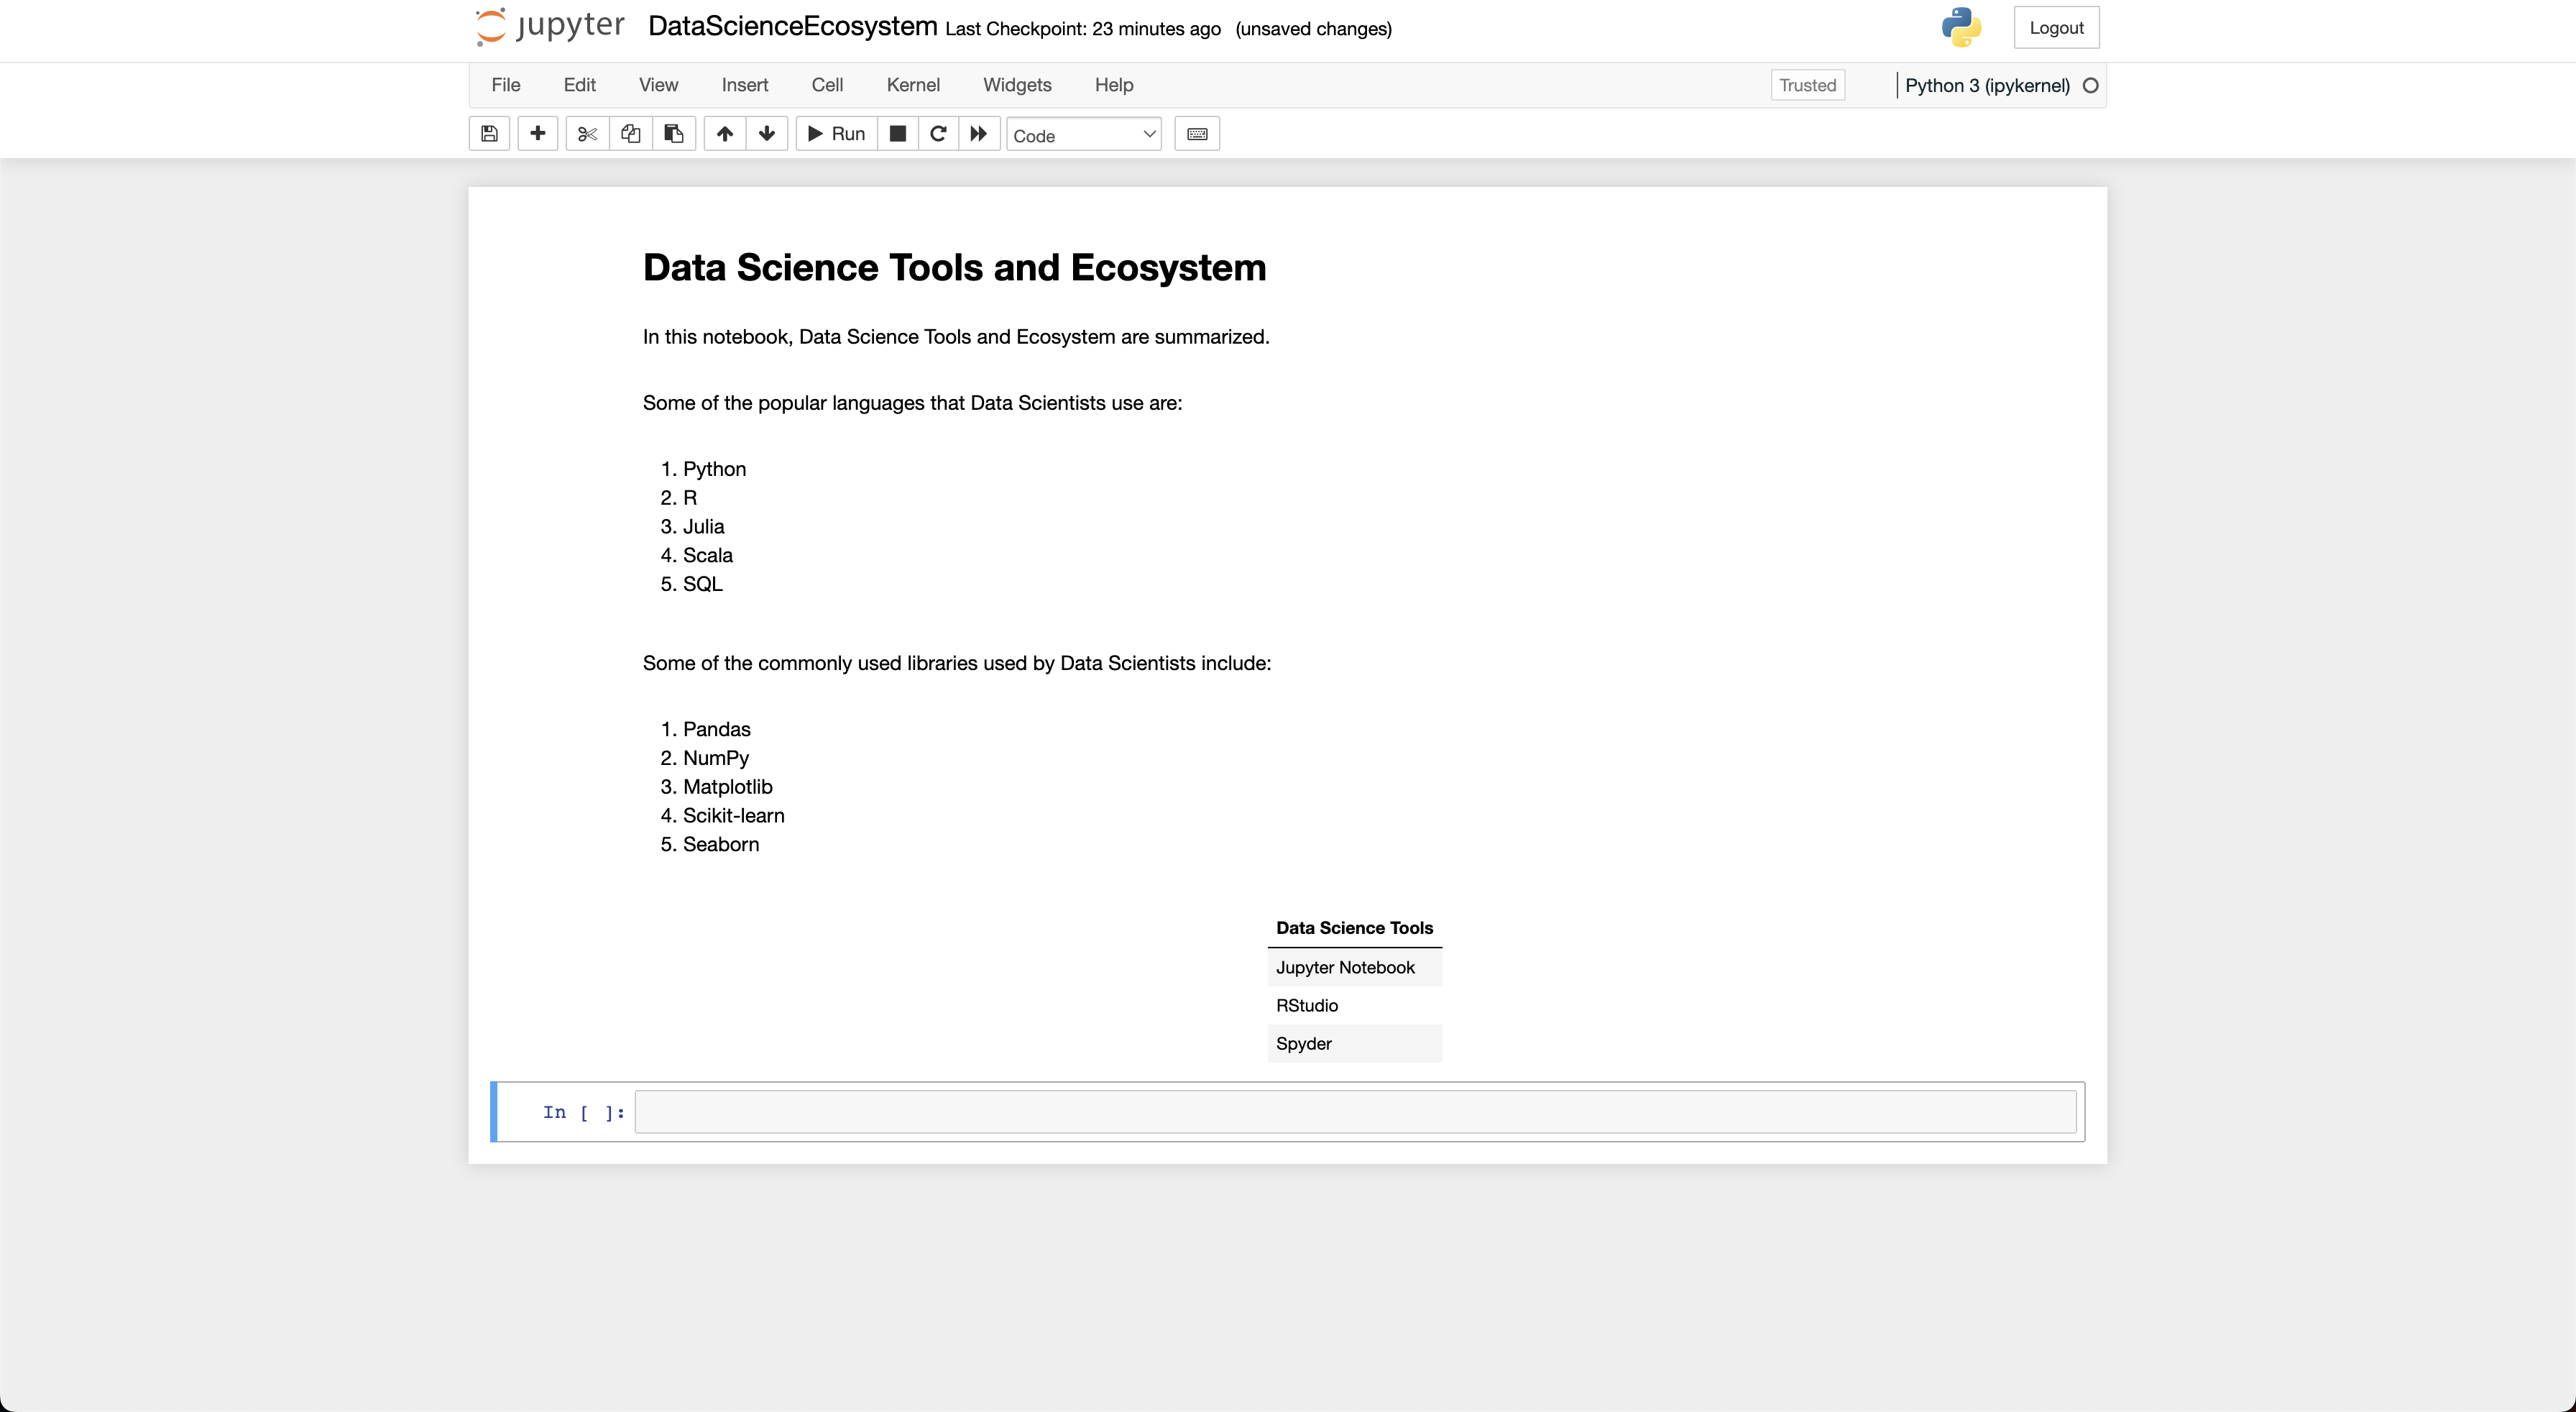 jupyter DataScienceEcosystem Last Checkpoint: 23 minutes ago (unsaved changes)
Logout
File Edit View Insert Cell Kernel Widgets Help
Trusted
Python 3 (ipykernel)
Run
Code
Data Science Tools and Ecosystem
In this notebook, Data Science Tools and Ecosystem are summarized.
Some of the popular languages that Data Scientists use are:
1. Python
2. R
3. Julia
4. Scala
5. SQL
Some of the commonly used libraries used by Data Scientists include:
1. Pandas
2. NumPy
3. Matplotlib
4. Scikit-learn
5. Seaborn
Data Science Tools
Jupyter Notebook
RStudio
Spyder
In [ ]: